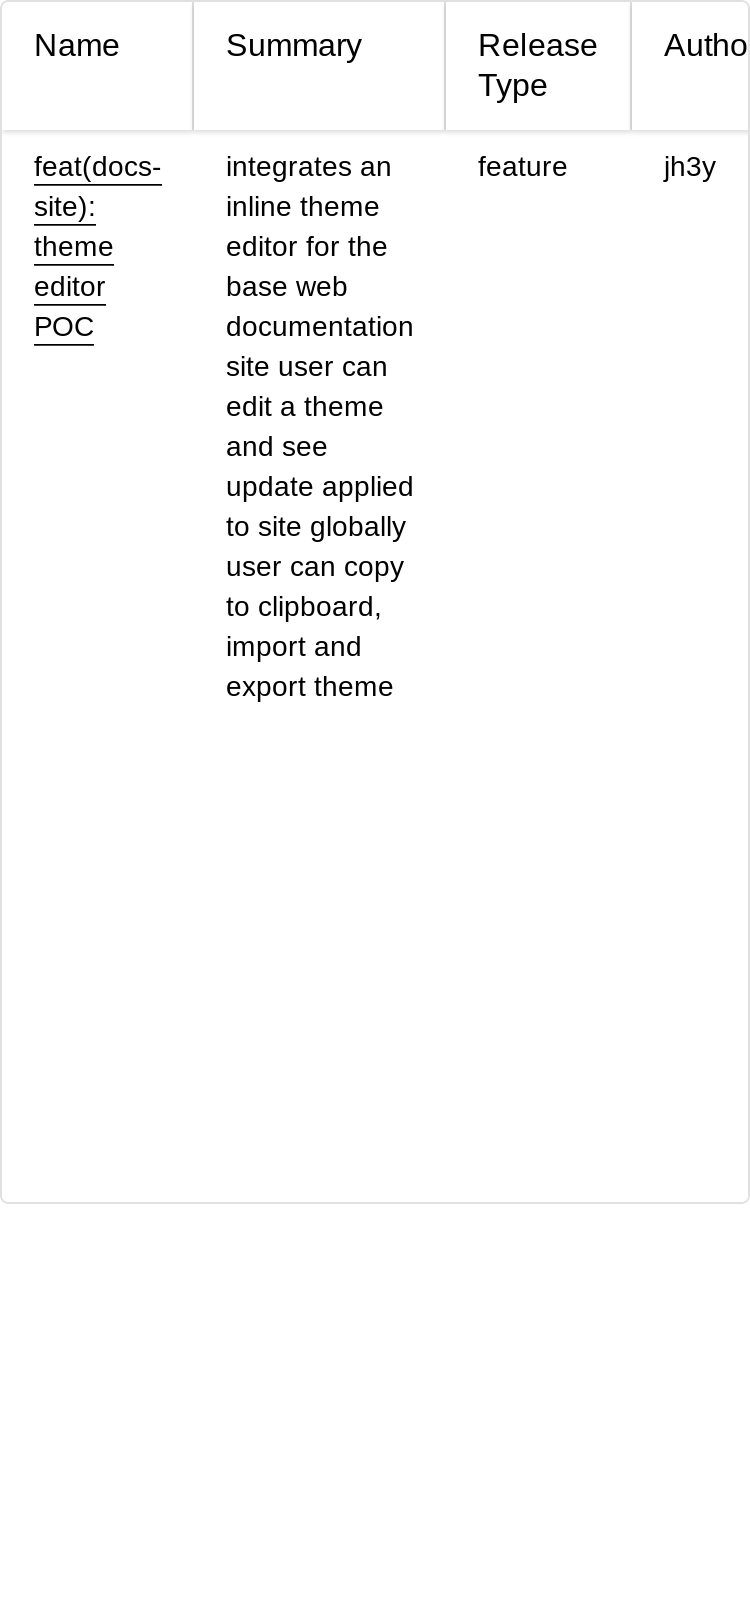 Name
Summary
Release
Type
Autho
feat(docs-
site):
theme
editor
POC
integrates an
inline theme
editor for the
base web
documentation
site user can
edit a theme
and see
update applied
to site globally
user can copy
to clipboard,
import and
export theme
feature
jh3y